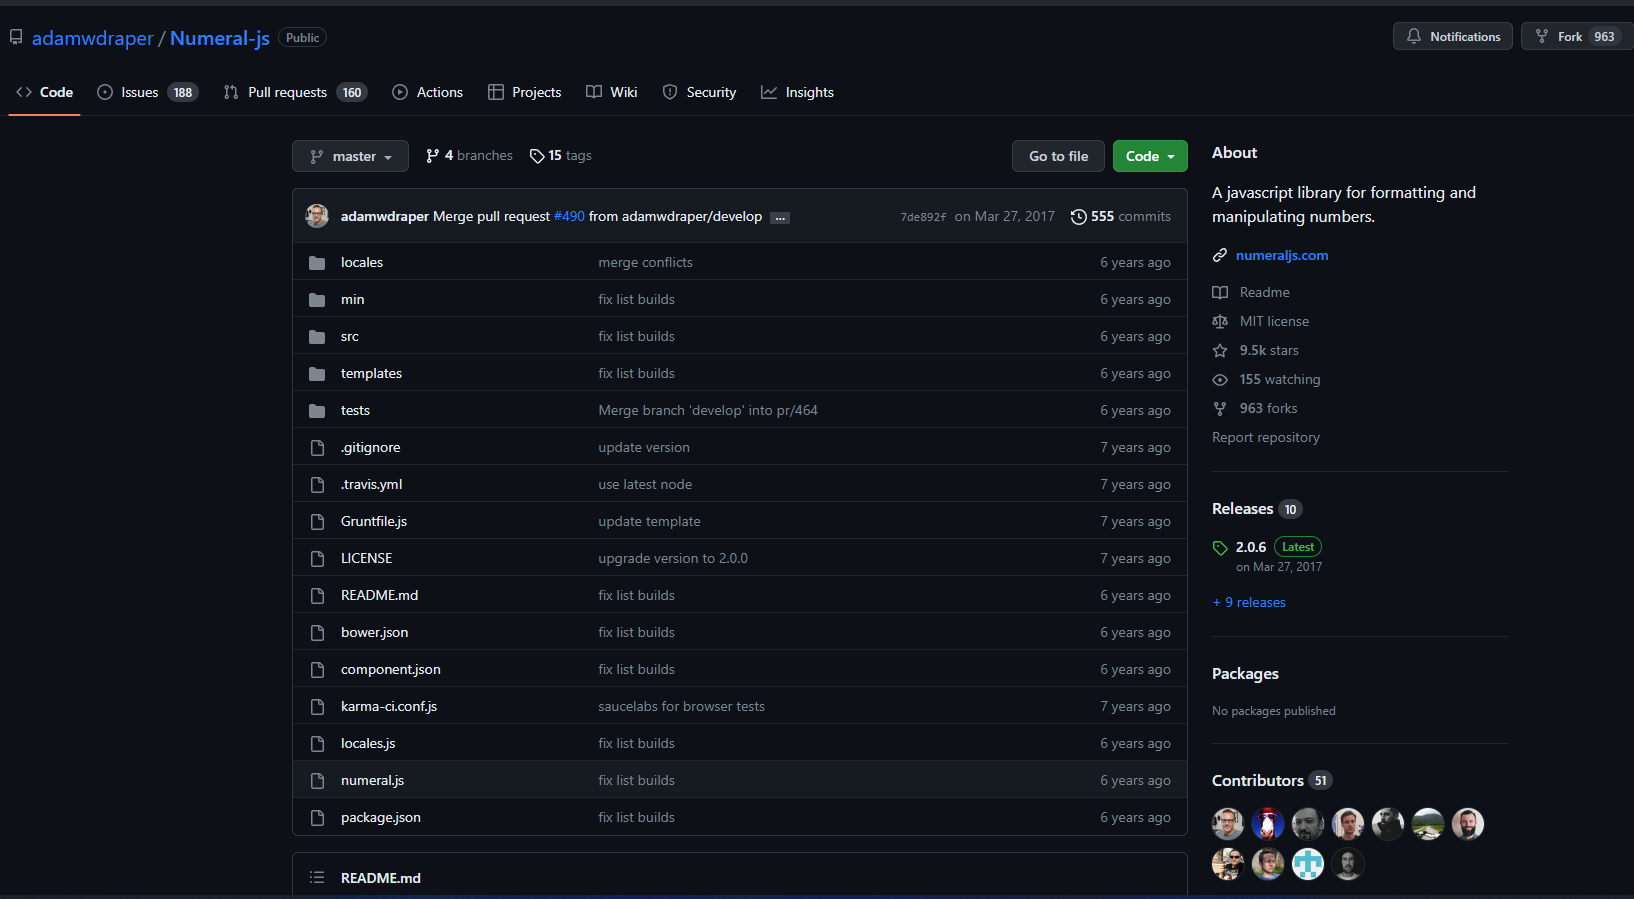 adamwdraper / Numeral-js Public
Notifications
Fork 963
Code
Issues 188
Pull requests 160
Actions
Projects
Wiki
Security
Insights
master
4 branches
15 tags
Go to file
Code
adamwdraper Merge pull request #490 from adamwdraper/develop ...
7de892f on Mar 27, 2017
555 commits
locales merge conflicts 6 years ago
min fix list builds 6 years ago
src fix list builds 6 years ago
templates fix list builds 6 years ago
tests Merge branch 'develop' into pr/464 6 years ago
.gitignore update version 7 years ago
.travis.yml use latest node 7 years ago
Gruntfile.js update template 7 years ago
LICENSE upgrade version to 2.0.0 7 years ago
README.md fix list builds 6 years ago
bower.json fix list builds 6 years ago
component.json fix list builds 6 years ago
karma-ci.conf.js saucelabs for browser tests 7 years ago
locales.js fix list builds 6 years ago
numeral.js fix list builds 6 years ago
package.json fix list builds 6 years ago
README.md
About
A javascript library for formatting and
manipulating numbers.
numeraljs.com
Readme
MIT license
9.5k stars
155 watching
963 forks
Report repository
Releases 10
2.0.6 Latest
on Mar 27, 2017
+ 9 releases
Packages
No packages published
Contributors 51